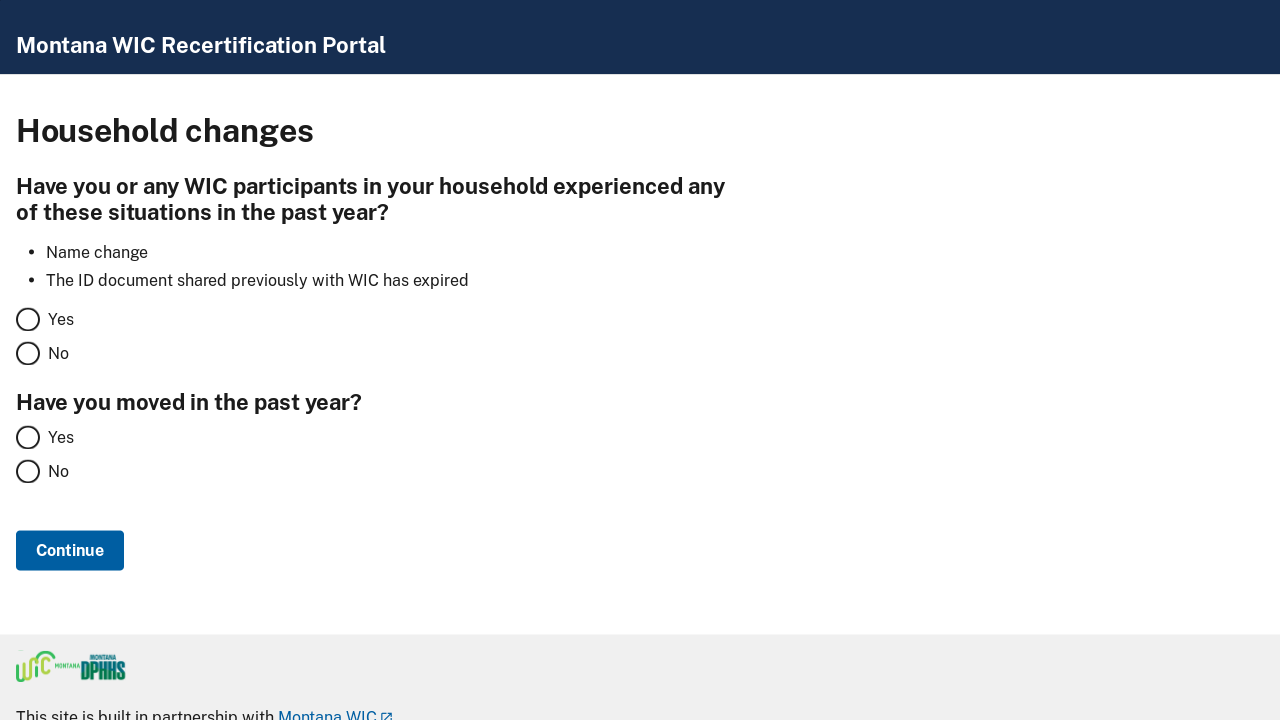 Montana WIC Recertification Portal
Household changes
Have you or any WIC participants in your household experienced any
of these situations in the past year?
• Name change
• The ID document shared previously with WIC has expired
Yes
No
Have you moved in the past year?
Yes
No
Continue
WIC MONTANA MONTANA DPHHS
This site is built in partnership with Montana WIC